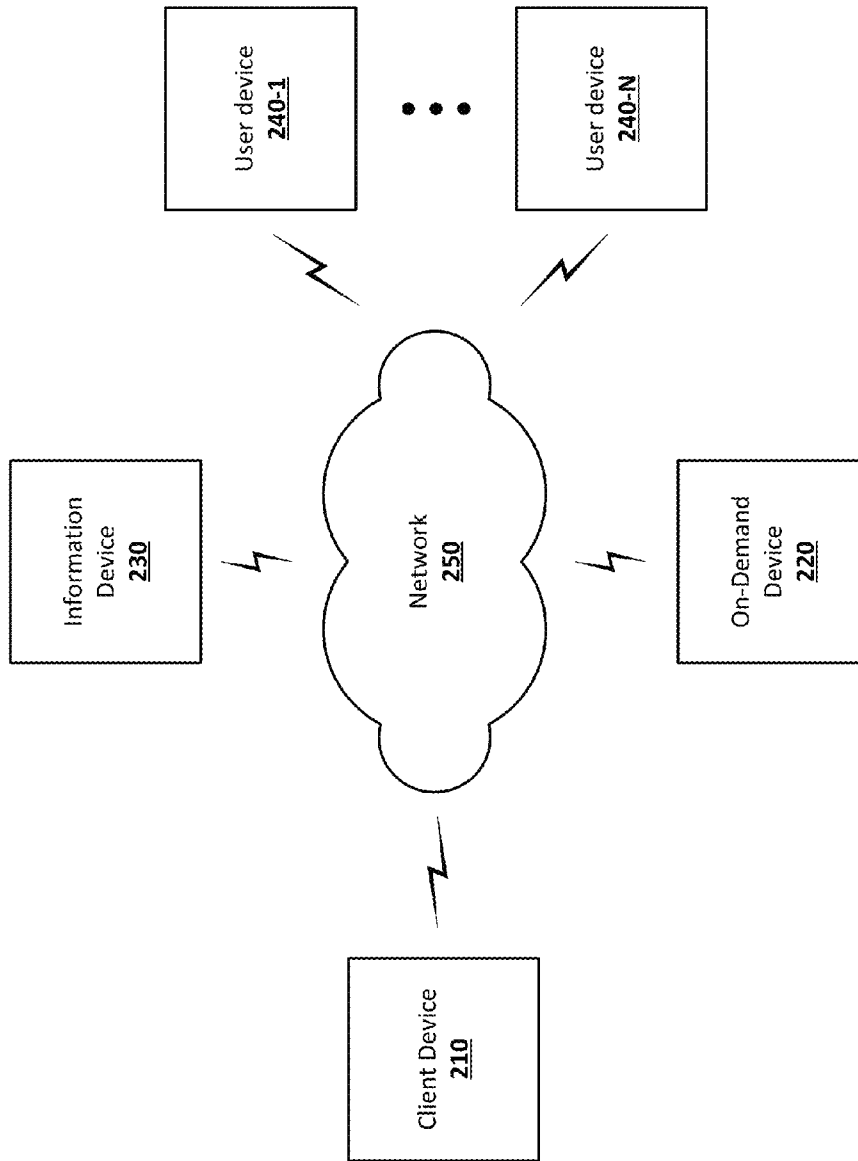 Information
Device
230
User device
240-1
Client Device
210
Network
250
User device
240-N
On-Demand
Device
220